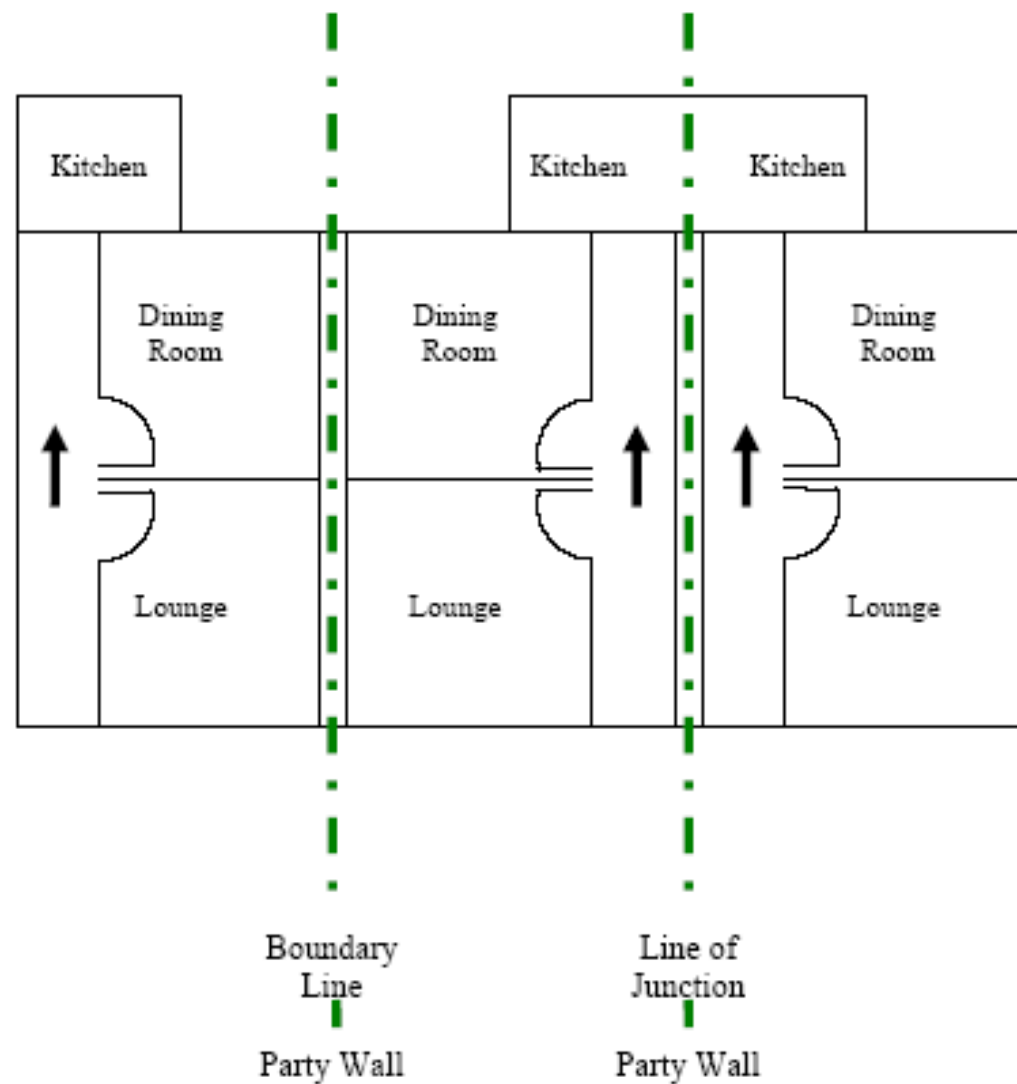 Kitchen
Kitchen
Kitchen
Dining
Room
Dining
Room
Dining
Room
Lounge
Lounge
Lounge
Boundary
Line
Line of
Junction
Party Wall
Party Wall